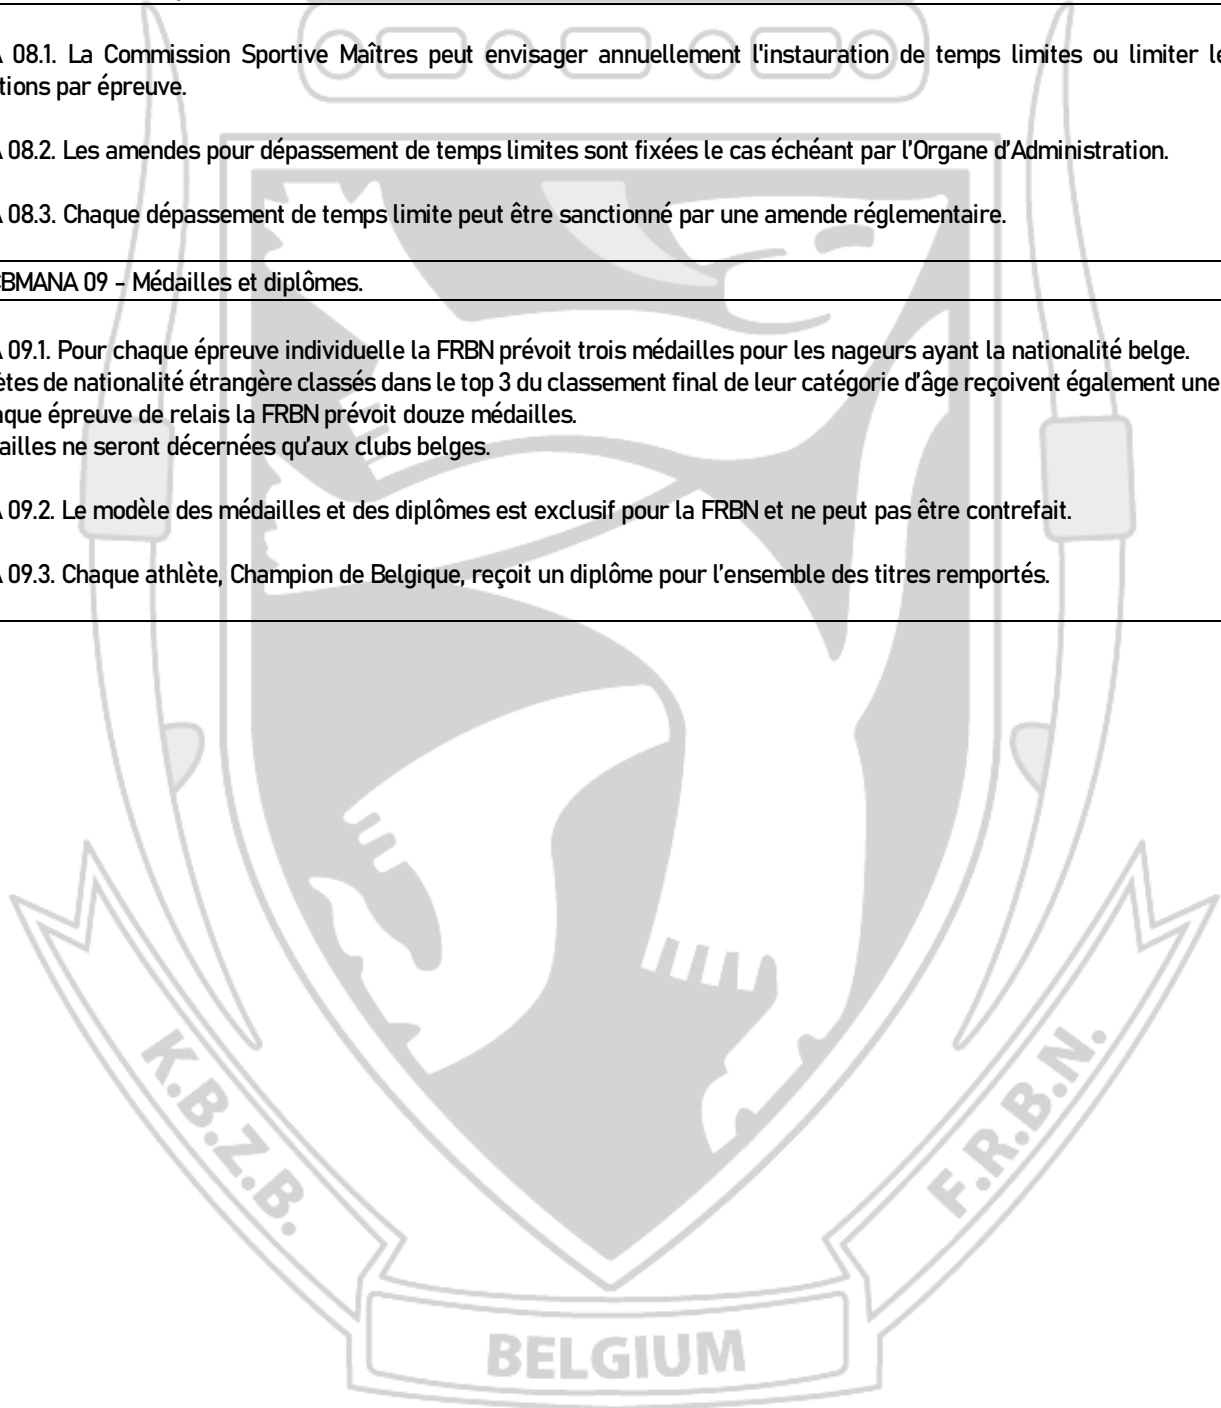 08.1. La Commission Sportive Maîtres peut envisager annuellement l'instauration de temps limites ou limiter
par épreuve.
08.2. Les amendes pour dépassement de temps limites sont fixées le cas échéant par l'Organe d'Administration.
08.3. Chaque dépassement de temps limite peut être sanctionné par une amende réglementaire.
BMANA 09 - Médailles et diplômes.
09.1. Pour chaque épreuve individuelle la FRBN prévoit trois médailles pour les nageurs ayant la nationalité belge.
ètes de nationalité étrangère classés dans le top 3 du classement final de leur catégorie d'âge reçoivent également une
aque épreuve de relais la FRBN prévoit douze médailles.
ailles ne seront décernées qu'aux clubs belges.
09.2. Le modèle des médailles et des diplômes est exclusif pour la FRBN et ne peut pas être contrefait.
09.3. Chaque athlète, Champion de Belgique, reçoit un diplôme pour l'ensemble des titres remportés.
K.B.Z.B.
F.R.B.N.
BELGIUM